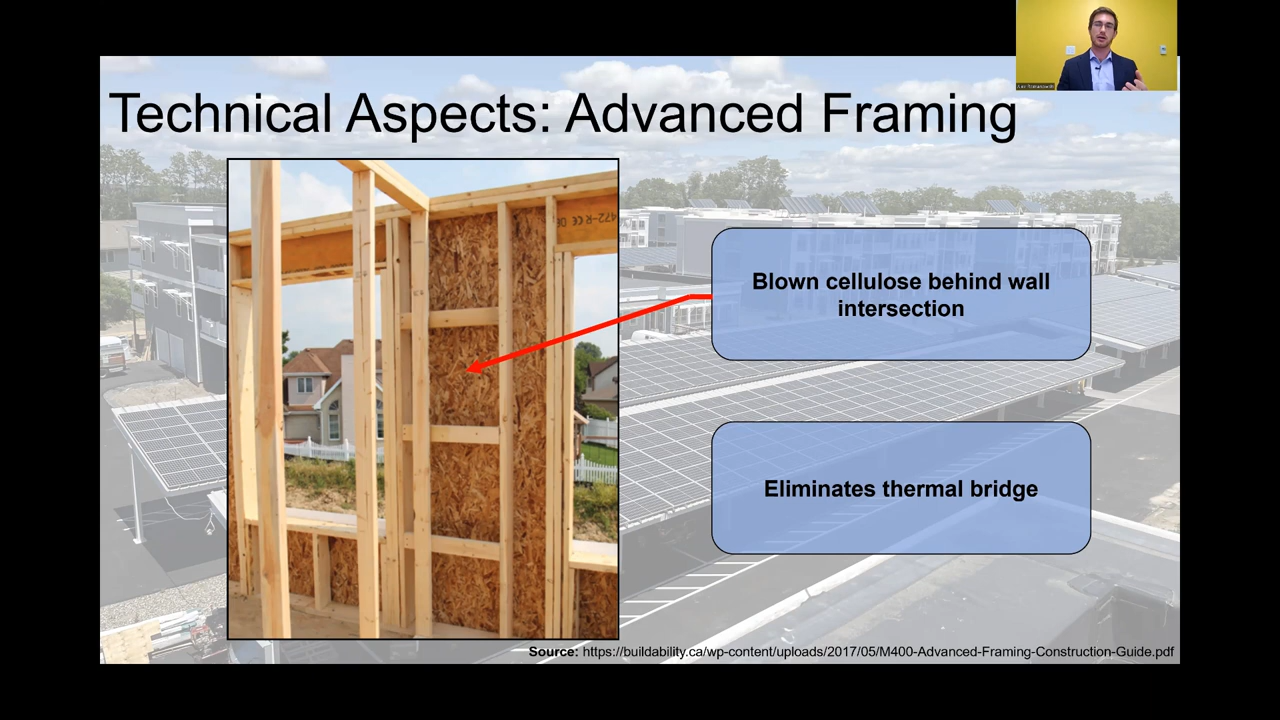 Technical Aspects: Advanced Framing
Blown cellulose behind wall
intersection
Eliminates thermal bridge
Source: https://buildability.ca/wp-content/uploads/2017/05/M400-Advanced-Framing-Construction-Guide.pdf